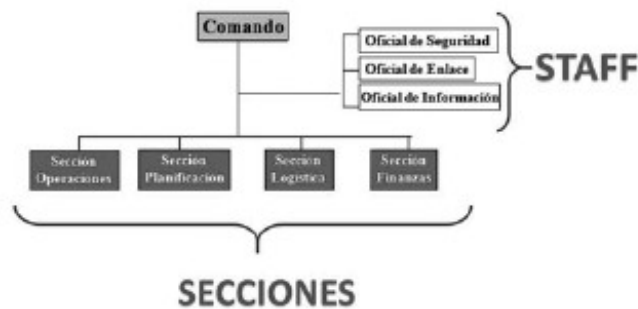 Comando
Oficial de Seguridad
Oficial de Enlace
Oficial de Información
STAFF
Sección
Operaciones
Sección
Planificación
Sección
Logística
Sección
Finanzas
SECCIONES